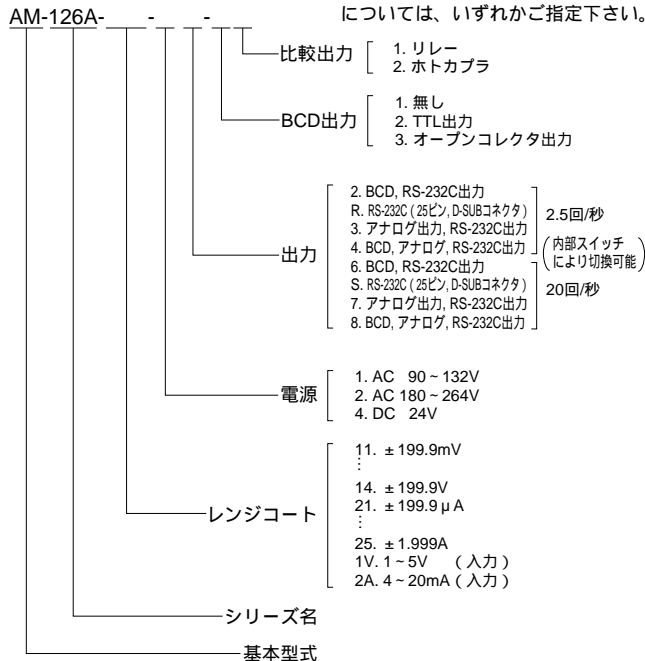 については、いずれかご指定下さい。
AM-126A- - -
比較出力
1. リレー
2. ホトカプラ
BCD出力
1. 無し
2. TTL出力
3. オープンコレクタ出力
出力
2. BCD, RS-232C出力
R. RS-232C(25ピン, D-SUBコネクタ)
3. アナログ出力, RS-232C出力
4. BCD, アナログ, RS-232C出力
2.5回/秒
(内部スイッチ
により切換可能)
6. BCD, RS-232C出力
S. RS-232C(25ピン, D-SUBコネクタ)
7. アナログ出力, RS-232C出力
8. BCD, アナログ, RS-232C出力
20回/秒
電源
1. AC 90~132V
2. AC 180~264V
4. DC 24V
レンジコート
11. ±199.9mV
⋮
14. ±199.9V
21. ±199.9μA
⋮
25. ±1.999A
1V. 1~5V (入力)
2A. 4~20mA(入力)
シリーズ名
基本型式